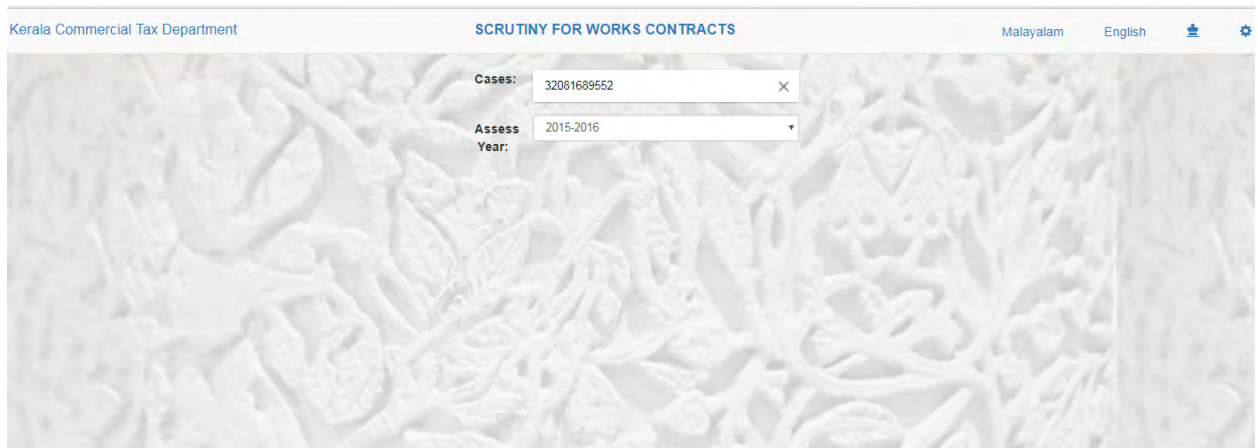 Kerala Commercial Tax Department
SCRUTINY FOR WORKS CONTRACTS
Malayalam
English
Cases:
32081689552
Assess
Year:
2015-2016